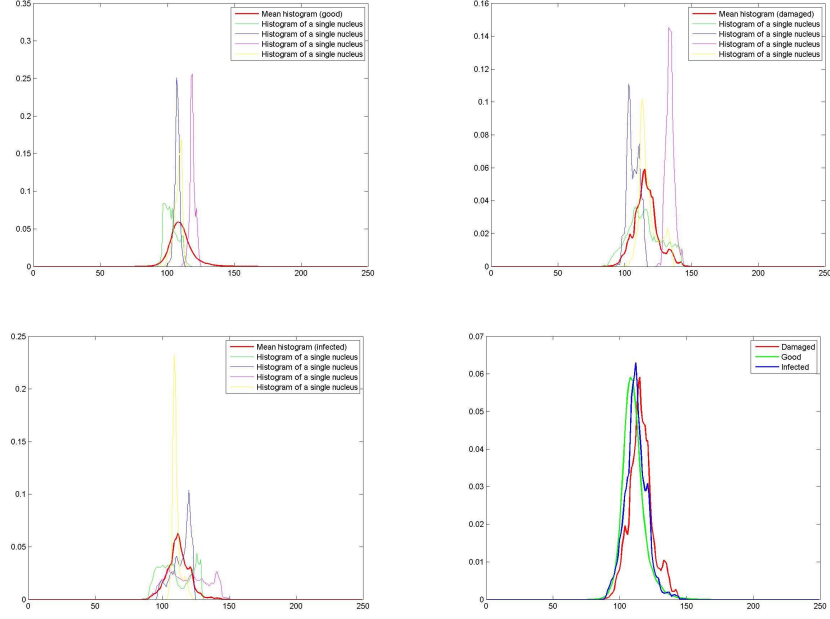 0.35
0.3
0.25
0.2
0.15
0.1
0.05
0
0 50 100 150 200 250
Mean histogram (good)
Histogram of a single nucleus
Histogram of a single nucleus
Histogram of a single nucleus
Histogram of a single nucleus
0.16
0.14
0.12
0.1
0.08
0.06
0.04
0.02
0
0 50 100 150 200 250
Mean histogram (damaged)
Histogram of a single nucleus
Histogram of a single nucleus
Histogram of a single nucleus
Histogram of a single nucleus
0.25
0.2
0.15
0.1
0.05
0
0 50 100 150 200 250
Mean histogram (infected)
Histogram of a single nucleus
Histogram of a single nucleus
Histogram of a single nucleus
Histogram of a single nucleus
0.07
0.06
0.05
0.04
0.03
0.02
0.01
0
0 50 100 150 200 250
Damaged
Good
Infected